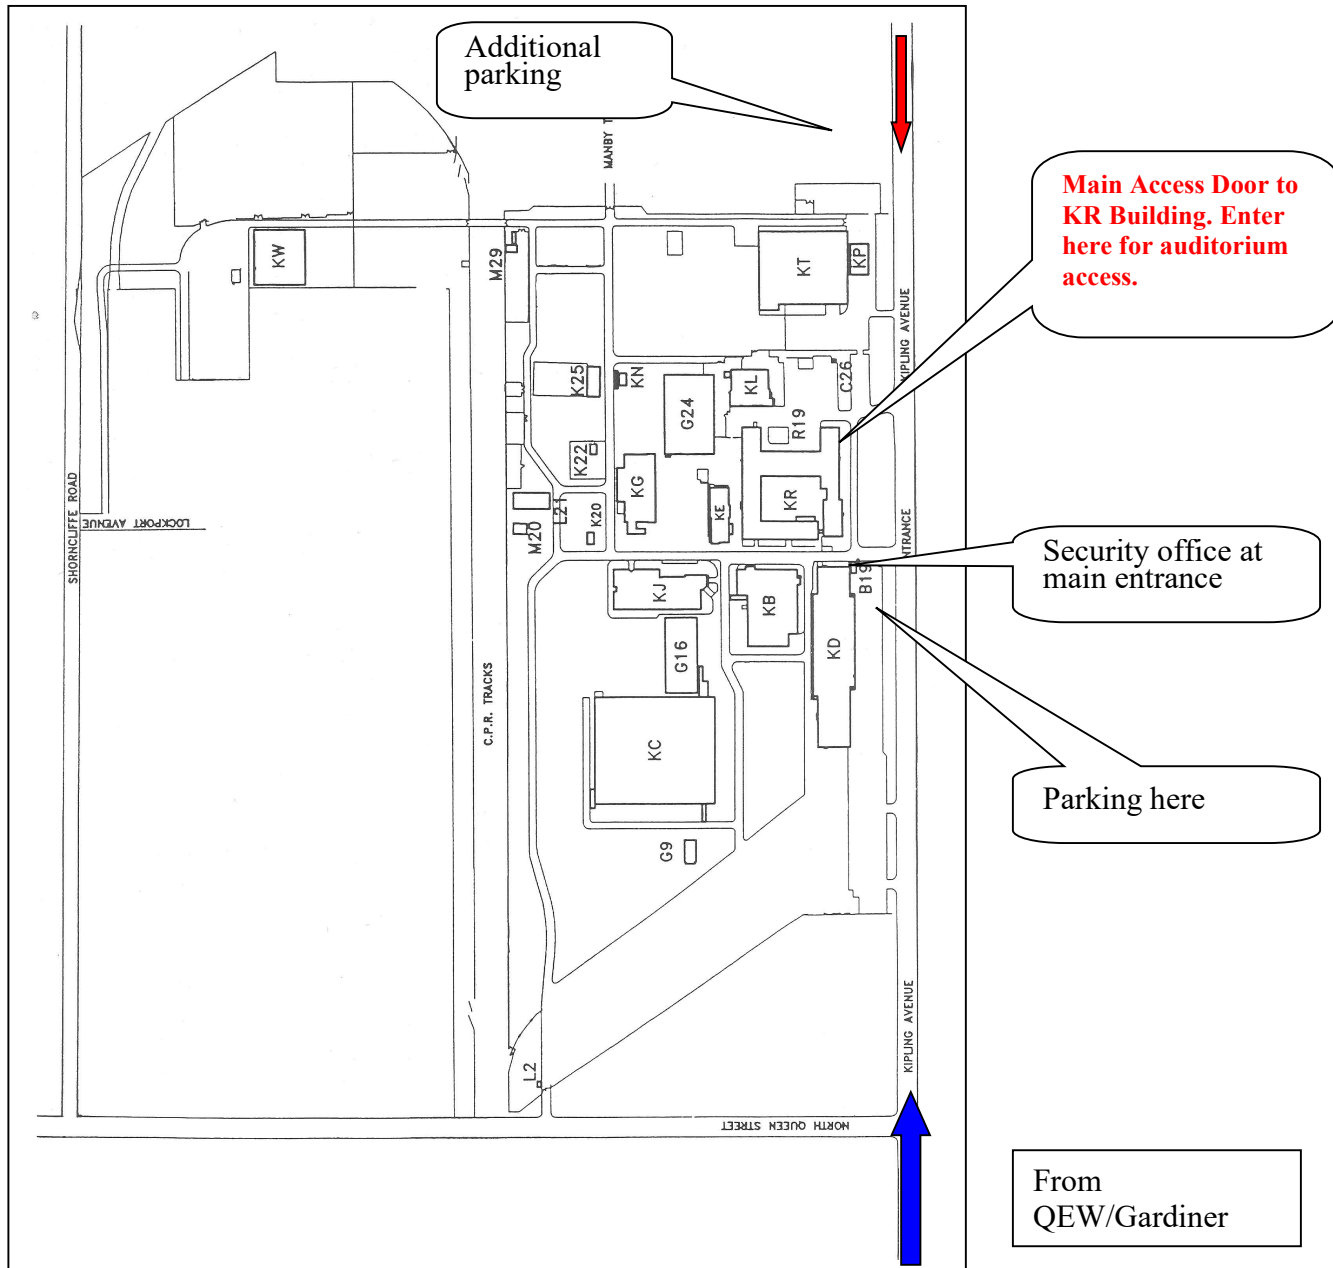 Additional
parking
MANBY T
Main Access Door to
KR Building. Enter
here for auditorium
access.
KW
M29
KT
KP
KIPLING AVENUE
K25
KN
KL
C26
G24
R19
K22
KG
KR
KE
SHORNCLIFFE ROAD
LOCKPORT AVENUE
L21
K20
M20
NTRANCE
Security office at
main entrance
B19
KJ
KB
KD
G16
C.P.R. TRACKS
KC
Parking here
G9
KIPLING AVENUE
L2
NORTH QUEEN STREET
From
QEW/Gardiner